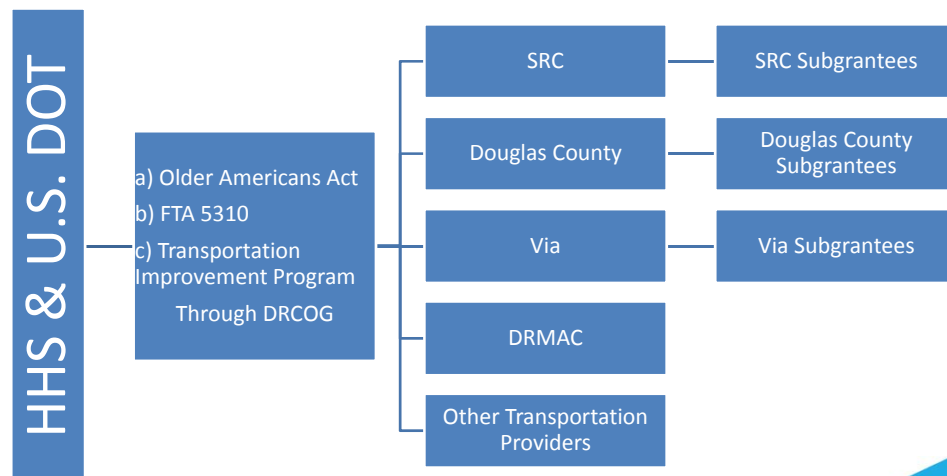 HHS & U.S. DOT
a) Older Americans Act
b) FTA 5310
c) Transportation
Improvement Program
Through DRCOG
SRC
SRC Subgrantees
Douglas County
Douglas County
Subgrantees
Via
Via Subgrantees
DRMAC
Other Transportation
Providers